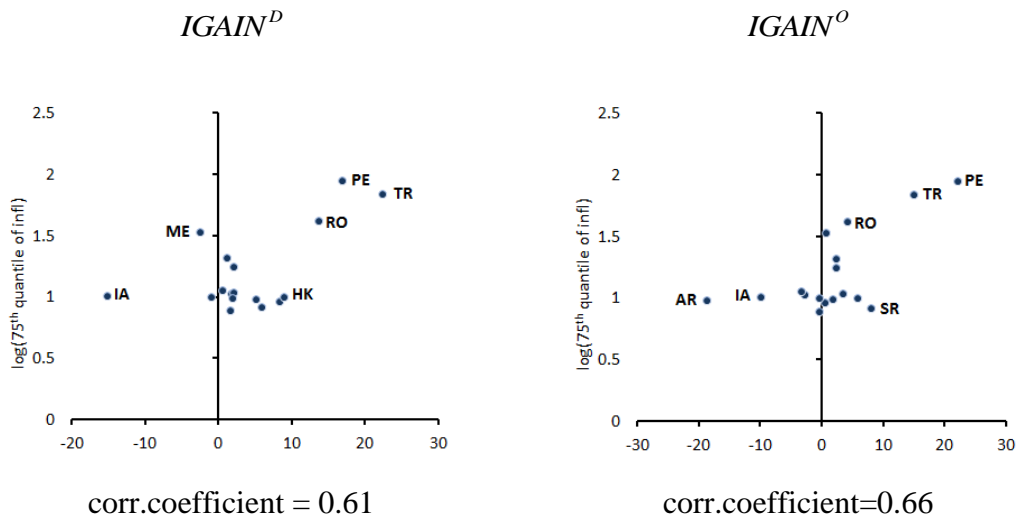 IGAIN^D
log(75th quantile of infl)
2.5
2
1.5
1
0.5
0
-20
-10
0
10
20
30
PE
TR
RO
ME
IA
HK
corr.coefficient = 0.61
IGAIN^O
log(75th quantile of infl)
2.5
2
1.5
1
0.5
0
-30
-20
-10
0
10
20
30
PE
TR
RO
AR
IA
SR
corr.coefficient=0.66